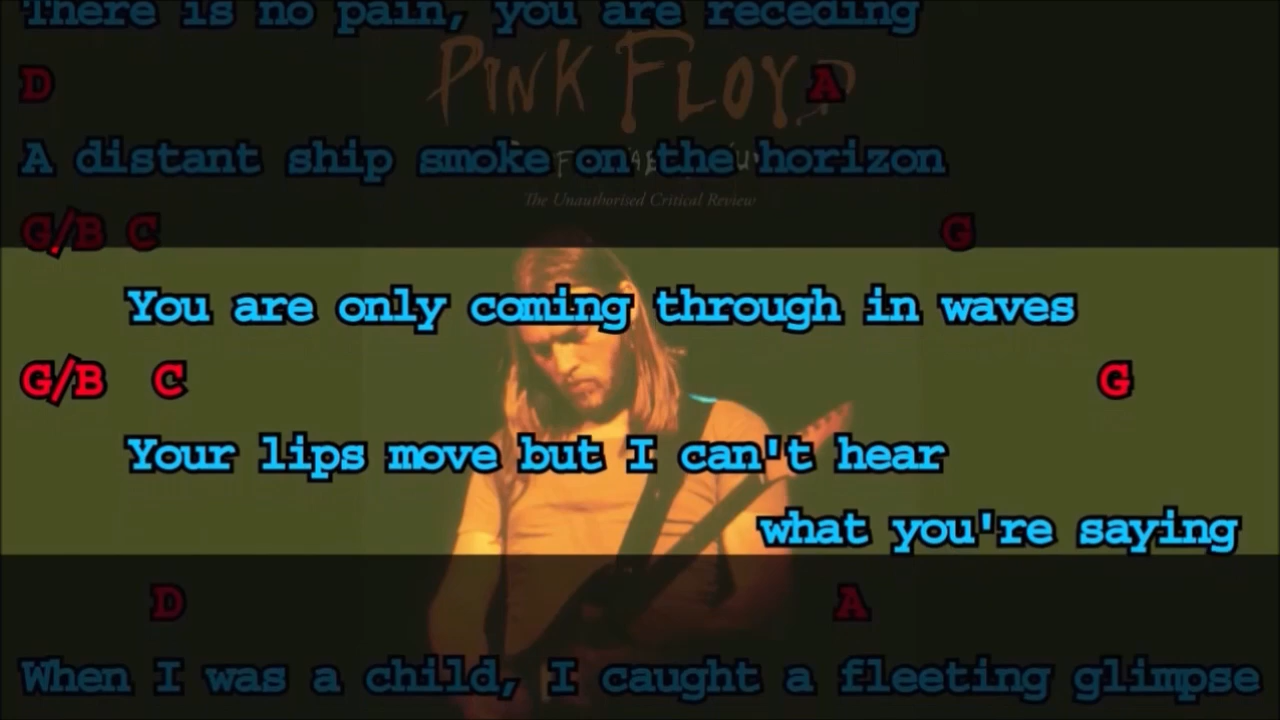 There is no pain, you are receding
PINK FLOYD
D A
A distant ship smoke on the horizon
The Unauthorised Critical Review
G/B C G
You are only coming through in waves
G/B C G
Your lips move but I can't hear
what you're saying
D A
When I was a child, I caught a fleeting glimpse